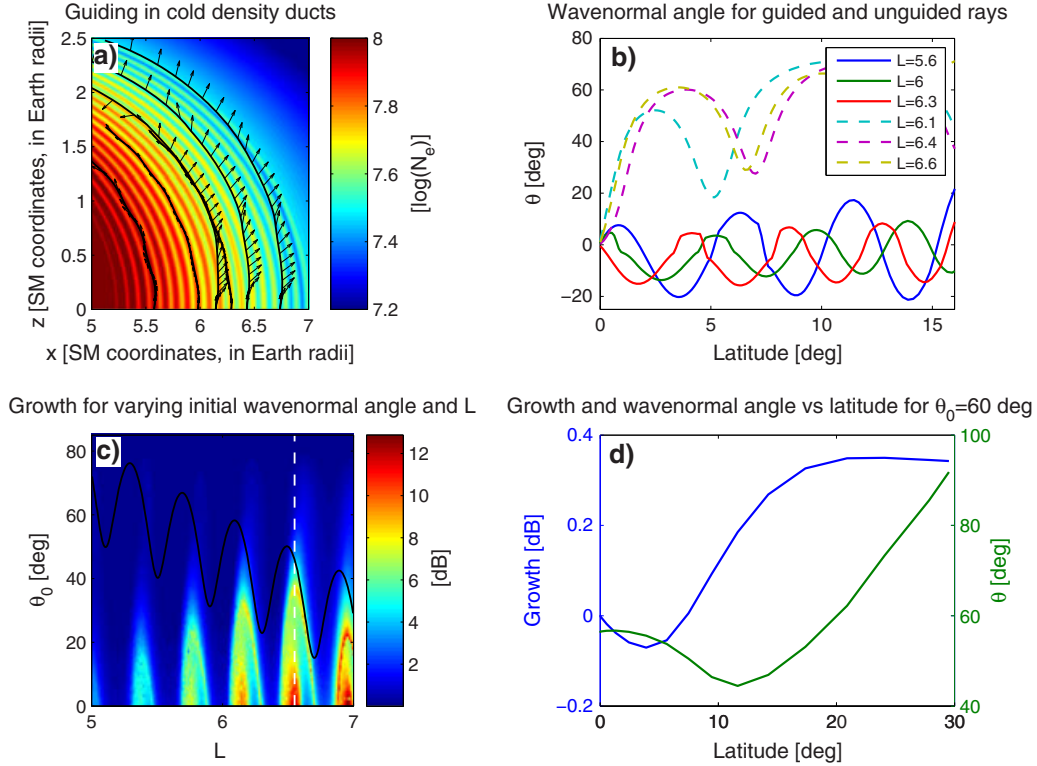 Guiding in cold density ducts
a)
z [SM coordinates, in Earth radii]
2.5
2
1.5
1
0.5
0
5
5.5
6
6.5
7
x [SM coordinates, in Earth radii]
8
7.8
7.6
7.4
7.2
[log(Ne))]
Wavenormal angle for guided and unguided rays
b)
θ [deg]
80
60
40
20
0
−20
0
5
10
15
Latitude [deg]
L=5.6
L=6
L=6.3
L=6.1
L=6.4
L=6.6
Growth for varying initial wavenormal angle and L
c)
θ0 [deg]
80
60
40
20
0
5
6
7
L
12
10
8
6
4
2
[dB]
Growth and wavenormal angle vs latitude for θ0=60 deg
d)
Growth [dB]
0.4
0.2
0
−0.2
0
10
20
30
Latitude [deg]
100
80
60
40
θ [deg]